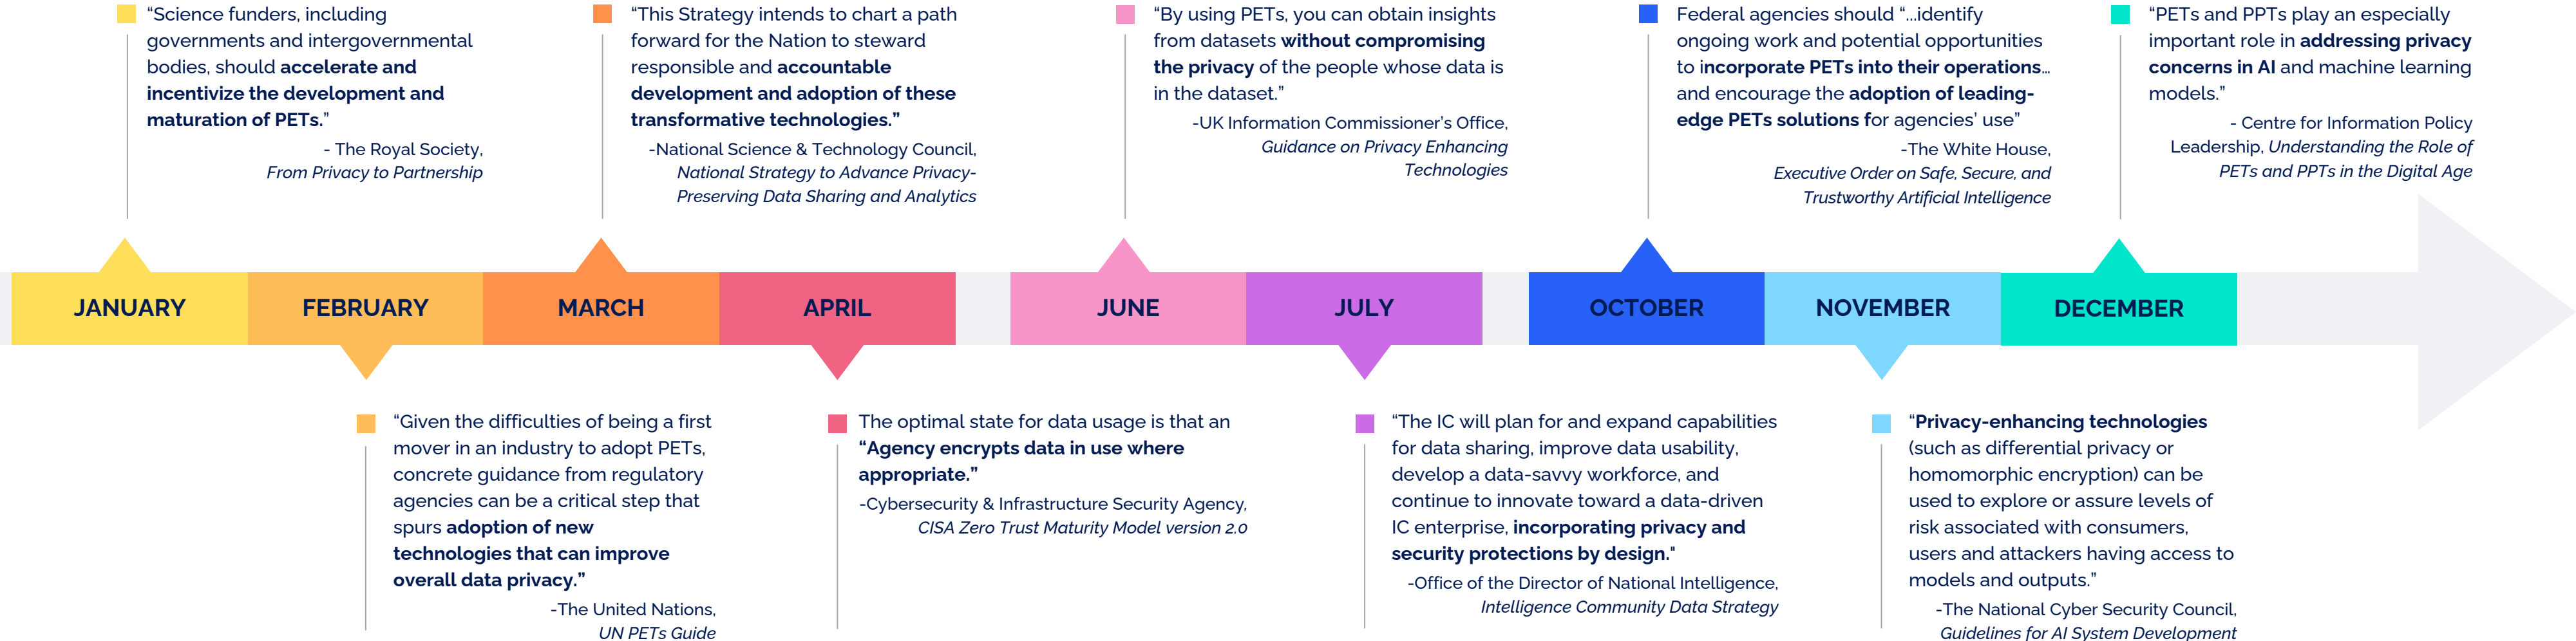 “Science funders, including
governments and intergovernmental
bodies, should accelerate and
incentivize the development and
maturation of PETs.”
- The Royal Society,
From Privacy to Partnership
“This Strategy intends to chart a path
forward for the Nation to steward
responsible and accountable
development and adoption of these
transformative technologies.”
-National Science & Technology Council,
National Strategy to Advance Privacy-
Preserving Data Sharing and Analytics
“By using PETs, you can obtain insights
from datasets without compromising
the privacy of the people whose data is
in the dataset.”
-UK Information Commissioner's Office,
Guidance on Privacy Enhancing
Technologies
Federal agencies should “...identify
ongoing work and potential opportunities
to incorporate PETs into their operations...
and encourage the adoption of leading-
edge PETs solutions for agencies’ use”
-The White House,
Executive Order on Safe, Secure, and
Trustworthy Artificial Intelligence
“PETs and PPTs play an especially
important role in addressing privacy
concerns in AI and machine learning
models.”
- Centre for Information Policy
Leadership, Understanding the Role of
PETs and PPTs in the Digital Age
JANUARY
FEBRUARY
MARCH
APRIL
JUNE
JULY
OCTOBER
NOVEMBER
DECEMBER
“Given the difficulties of being a first
mover in an industry to adopt PETs,
concrete guidance from regulatory
agencies can be a critical step that
spurs adoption of new
technologies that can improve
overall data privacy.”
-The United Nations,
UN PETs Guide
The optimal state for data usage is that an
“Agency encrypts data in use where
appropriate.”
-Cybersecurity & Infrastructure Security Agency,
CISA Zero Trust Maturity Model version 2.0
“The IC will plan for and expand capabilities
for data sharing, improve data usability,
develop a data-savvy workforce, and
continue to innovate toward a data-driven
IC enterprise, incorporating privacy and
security protections by design."
-Office of the Director of National Intelligence,
Intelligence Community Data Strategy
“Privacy-enhancing technologies
(such as differential privacy or
homomorphic encryption) can be
used to explore or assure levels of
risk associated with consumers,
users and attackers having access to
models and outputs.”
-The National Cyber Security Council,
Guidelines for AI System Development